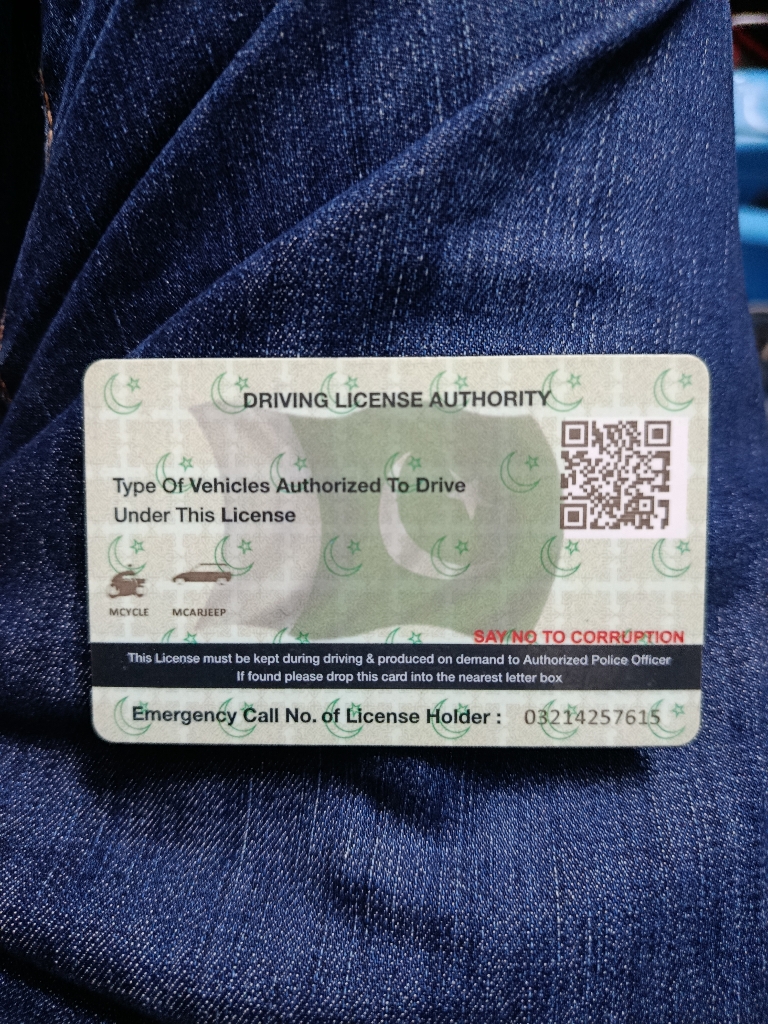 DRIVING LICENSE AUTHORITY
Type Of Vehicles Authorized To Drive
Under This License
MCYCLE MCARJEEP
SAY NO TO CORRUPTION
This License must be kept during driving & produced on demand to Authorized Police Officer
If found please drop this card into the nearest letter box
Emergency Call No. of License Holder : 03214257615